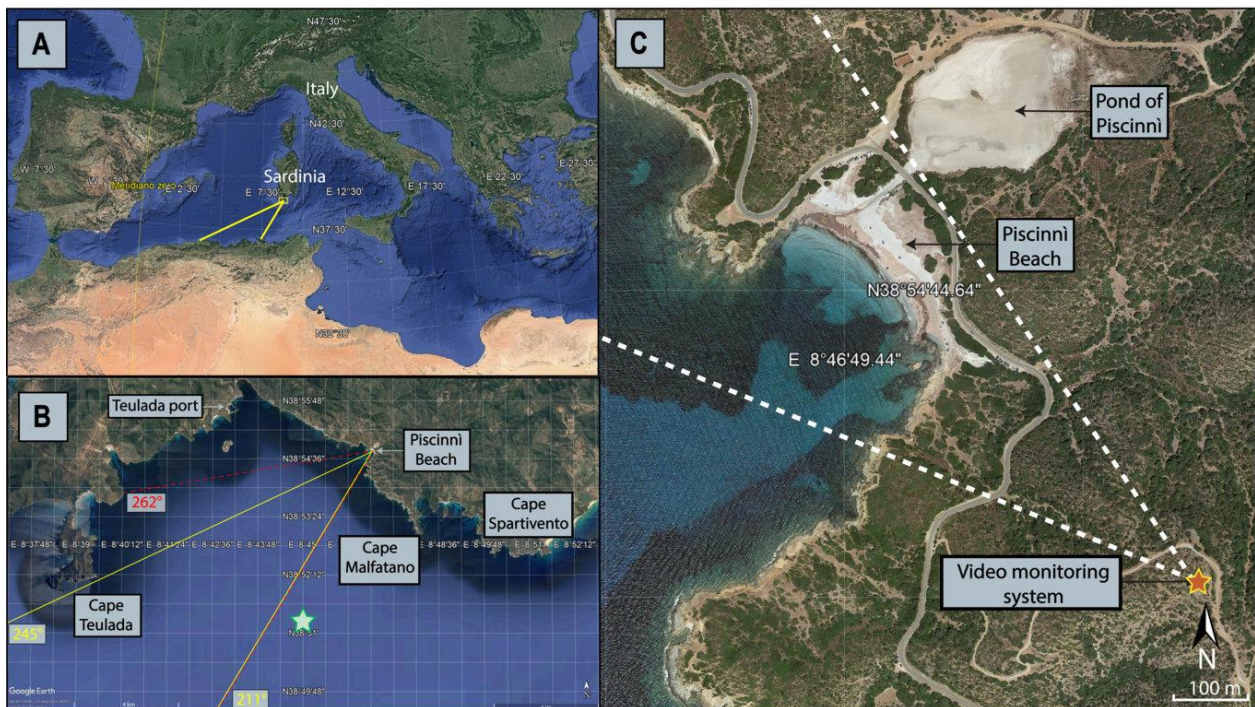 A
N47°30'
Italy
N42°30'
W 7°30'
Meridiano zero
E 7°30'
Sardinia
E 12°30'
E 17°30'
E 22°30'
E 27°30'
N37°30'
B
Teulada port
N38°55'48"
Piscinnì
Beach
N38°54'36"
262°
N38°53'24"
Cape
Spartivento
E 8°37'48"
E 8°39'
E 8°40'12"
E 8°41'24"
E 8°42'36"
E 8°43'48"
E 8°45'
E 8°48'36"
E 8°49'48"
E 8°51'
E 8°52'12"
Cape
Malfatano
N38°52'12"
Cape
Teulada
245°
N38°51'
211°
N38°49'48"
Google Earth
4 km
C
Pond of
Piscinnì
Piscinnì
Beach
N38°54'44.64"
E 8°46'49.44"
Video monitoring
system
N
100 m